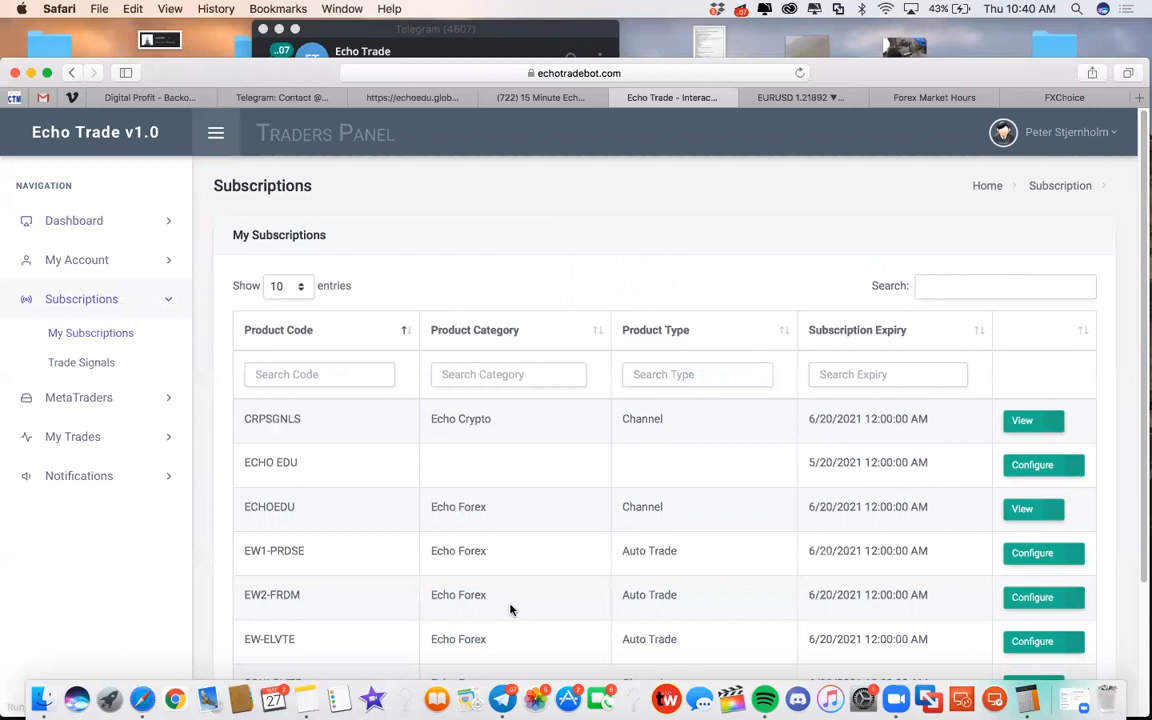 Safari File Edit View History Bookmarks Window Help 43% Thu 10:40 AM
Telegram (4607)
..07 ET Echo Trade
echotradebot.com
CTM Digital Profit - Backo... Telegram: Contact @... https://echoedu.glob... (722) 15 Minute Ech... Echo Trade - Interac... EURUSD 1.21892 ▼... Forex Market Hours FXChoice
Echo Trade v1.0 TRADERS PANEL Peter Stjernholm
NAVIGATION
Subscriptions Home Subscription
Dashboard
My Account
Subscriptions
My Subscriptions
Trade Signals
MetaTraders
My Trades
Notifications
My Subscriptions
Show 10 entries Search:
Product Code Product Category Product Type Subscription Expiry
Search Code Search Category Search Type Search Expiry
CRPSGNLS Echo Crypto Channel 6/20/2021 12:00:00 AM View
ECHO EDU 5/20/2021 12:00:00 AM Configure
ECHOEDU Echo Forex Channel 6/20/2021 12:00:00 AM View
EW1-PRDSE Echo Forex Auto Trade 6/20/2021 12:00:00 AM Configure
EW2-FRDM Echo Forex Auto Trade 6/20/2021 12:00:00 AM Configure
EW-ELVTE Echo Forex Auto Trade 6/20/2021 12:00:00 AM Configure